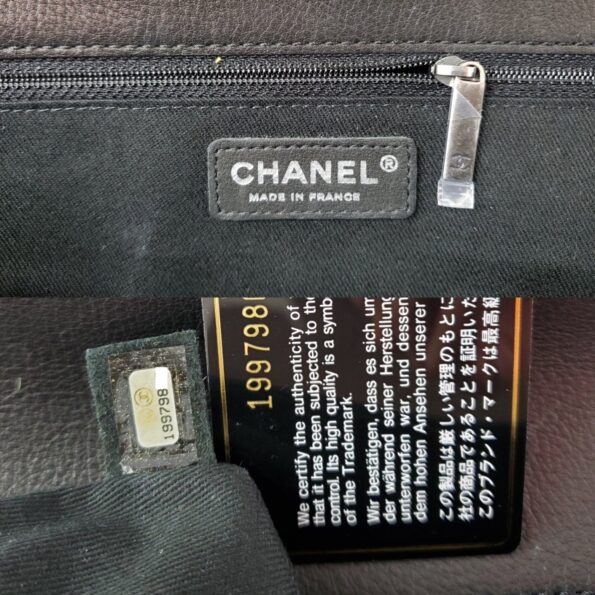 CHANEL®
MADE IN FRANCE
199798
199798
We certify the authenticity of
that it has been subjected to the
control. Its high quality is a symb
of the Trademark.
Wir bestätigen, dass es sich um
der während seiner Herstellung
unterworfen war, und dessen
dem hohen Ansehen unserer
この製品は厳しい管理のもとに
社の商品であることを証明いた
このブランド・マークは最高級